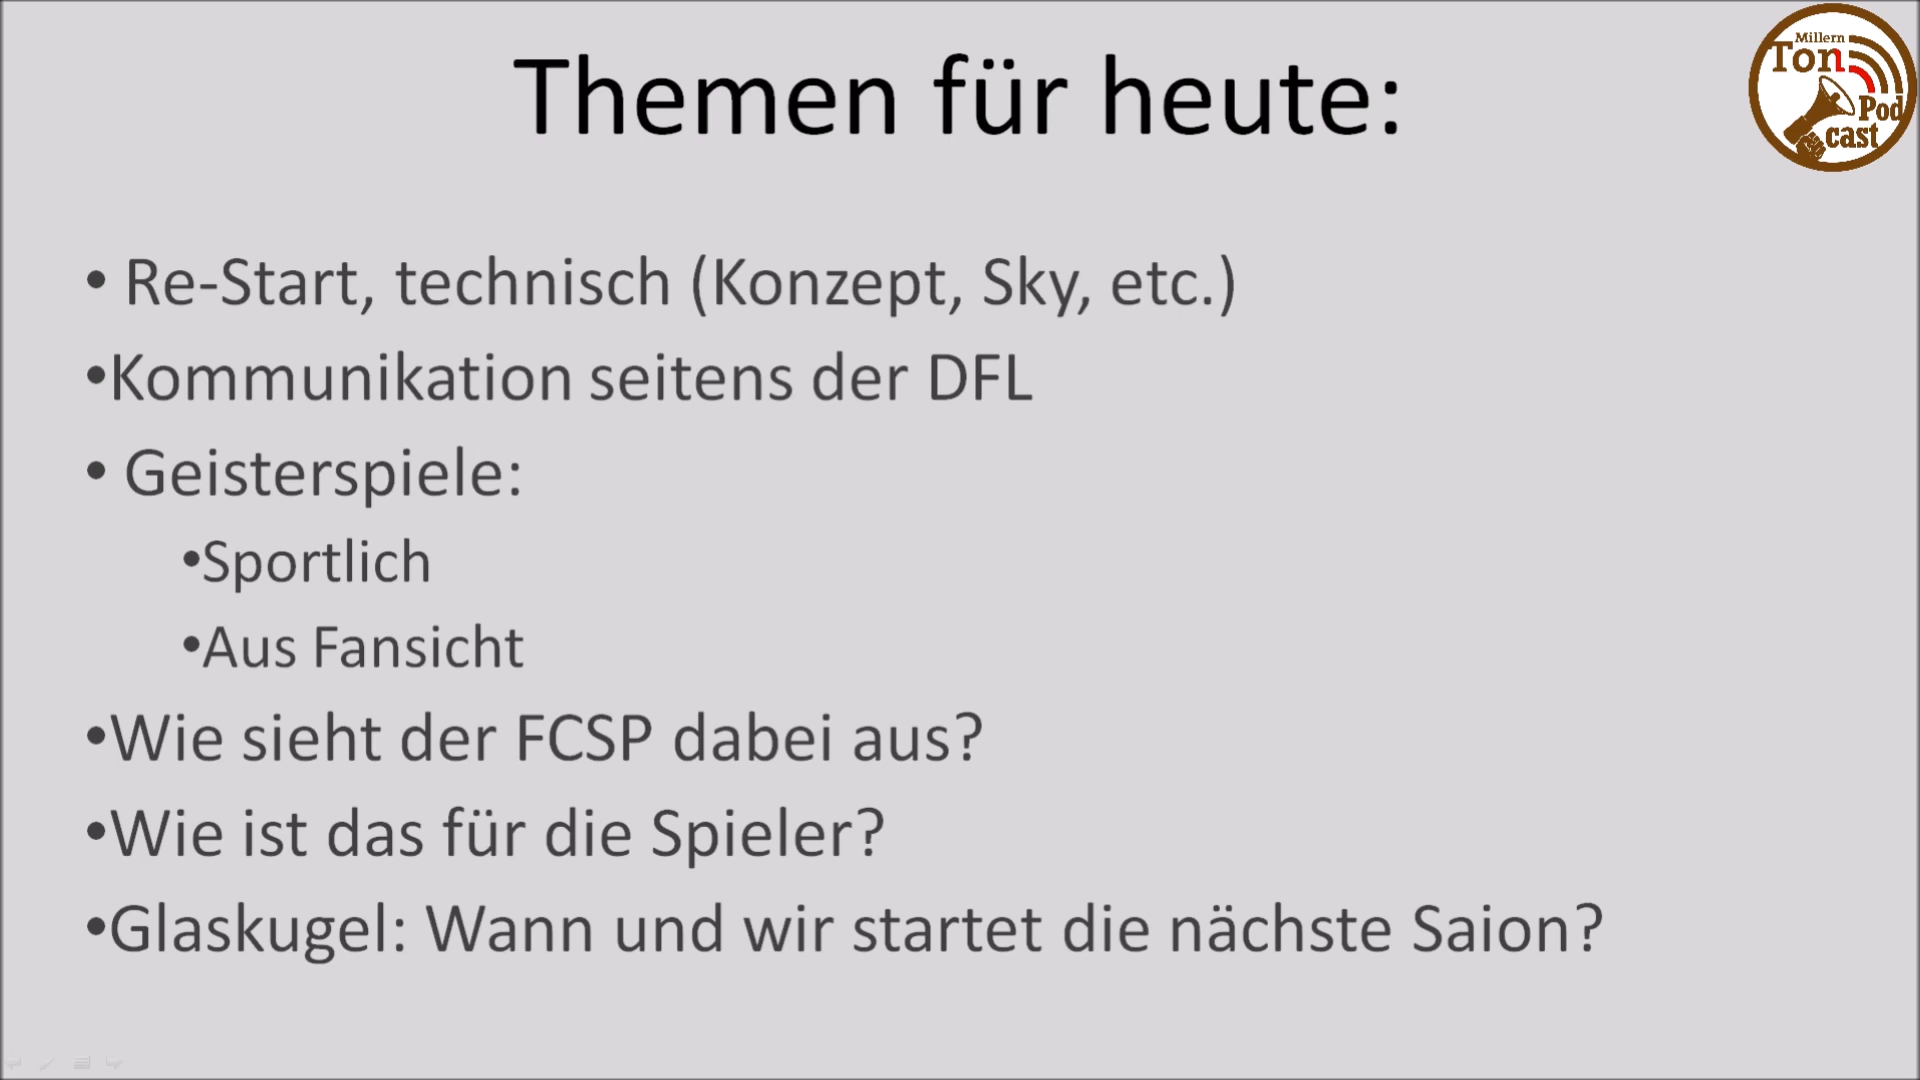 Themen für heute:
Millern
Ton
Pod
cast
• Re-Start, technisch (Konzept, Sky, etc.)
•Kommunikation seitens der DFL
• Geisterspiele:
•Sportlich
•Aus Fansicht
•Wie sieht der FCSP dabei aus?
•Wie ist das für die Spieler?
•Glaskugel: Wann und wir startet die nächste Saion?